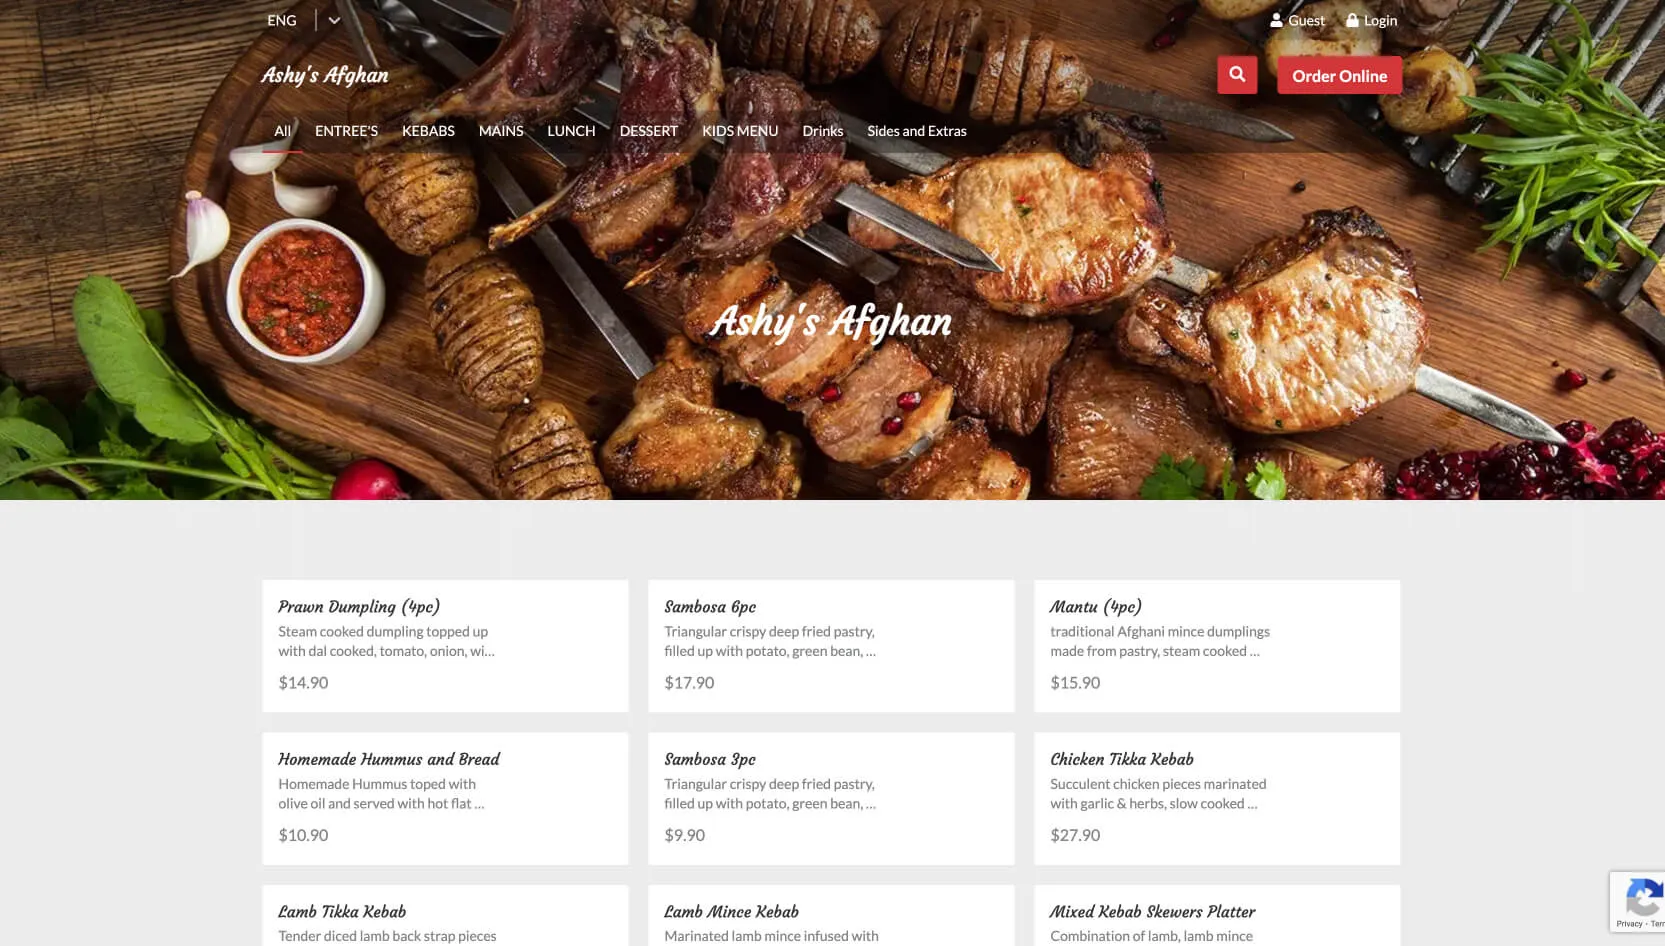 ENG
Guest
Login
Ashy's Afghan
Order Online
All ENTREE'S KEBABS MAINS LUNCH DESSERT KIDS MENU Drinks Sides and Extras
Ashy's Afghan
Prawn Dumpling (4pc)
Steam cooked dumpling topped up
with dal cooked, tomato, onion, wi...
$14.90
Sambosa 6pc
Triangular crispy deep fried pastry,
filled up with potato, green bean, ...
$17.90
Mantu (4pc)
traditional Afghani mince dumplings
made from pastry, steam cooked ...
$15.90
Homemade Hummus and Bread
Homemade Hummus toped with
olive oil and served with hot flat ...
$10.90
Sambosa 3pc
Triangular crispy deep fried pastry,
filled up with potato, green bean, ...
$9.90
Chicken Tikka Kebab
Succulent chicken pieces marinated
with garlic & herbs, slow cooked ...
$27.90
Lamb Tikka Kebab
Tender diced lamb back strap pieces
Lamb Mince Kebab
Marinated lamb mince infused with
Mixed Kebab Skewers Platter
Combination of lamb, lamb mince
Privacy -